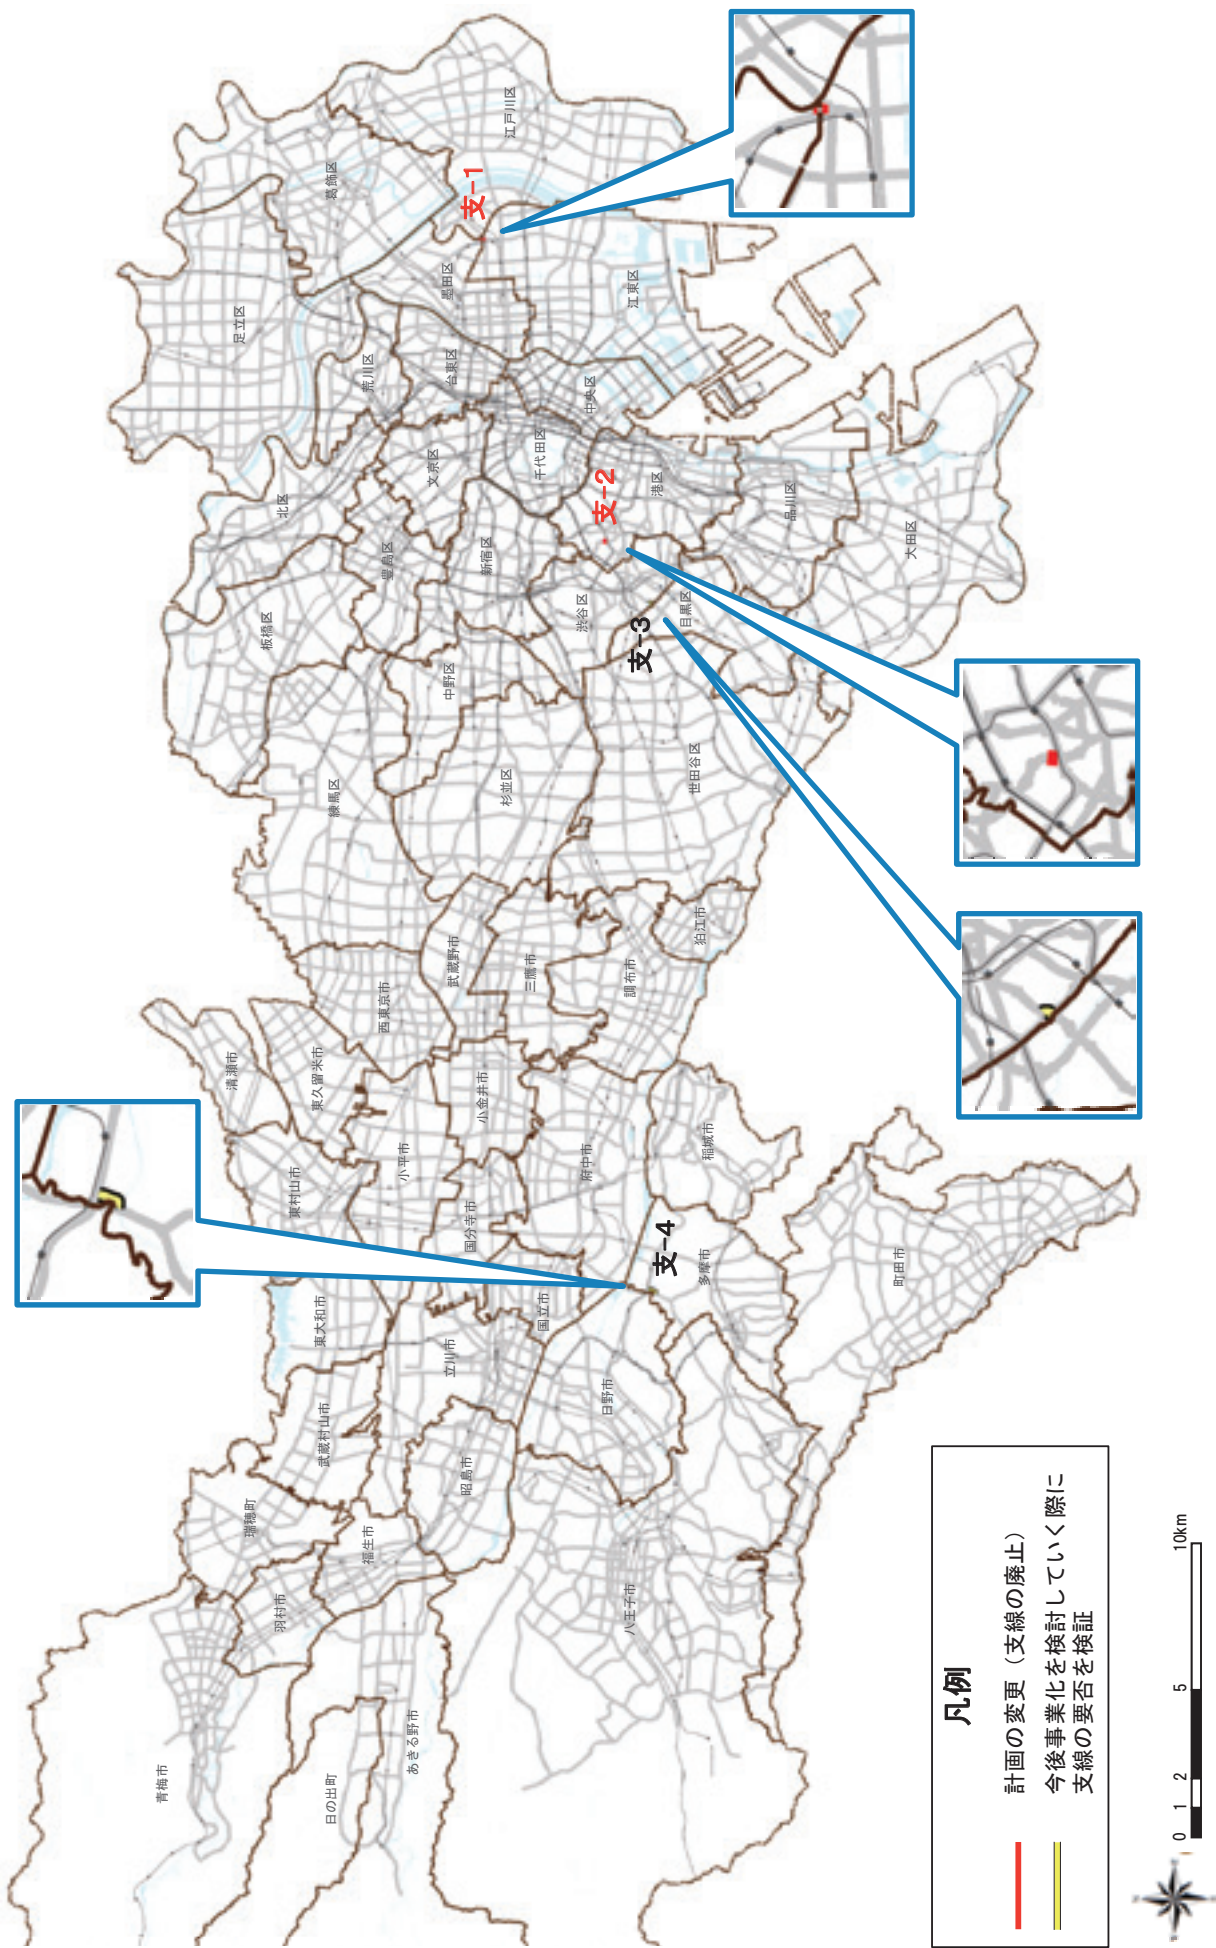 青梅市
日の出町
あきる野市
羽村市
瑞穂町
福生市
武蔵村山市
昭島市
八王子市
東大和市
立川市
国立市
日野市
東村山市
小平市
国分寺市
府中市
多摩市
支-4
町田市
稲城市
清瀬市
東久留米市
小金井市
西東京市
武蔵野市
三鷹市
調布市
狛江市
練馬区
杉並区
世田谷区
板橋区
中野区
渋谷区
支-3
目黒区
豊島区
新宿区
北区
文京区
千代田区
支-2
港区
品川区
大田区
足立区
荒川区
台東区
中央区
葛飾区
墨田区
支-1
江東区
江戸川区
凡例
計画の変更（支線の廃止）
今後事業化を検討していく際に
支線の要否を検証
0 1 2 5 10km